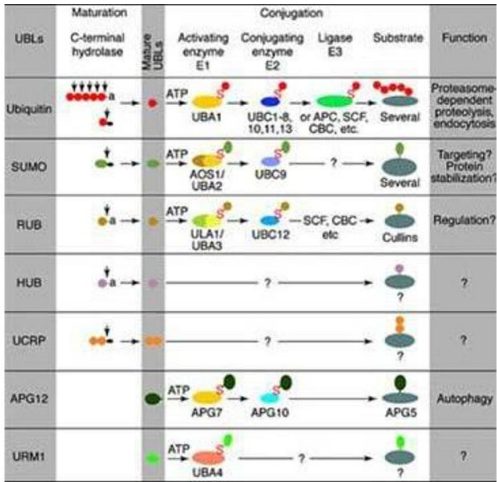 Maturation
Conjugation
UBLs
C-terminal
hydrolase
Mature
UBLs
Activating
enzyme
E1
Conjugating
enzyme
E2
Ligase
E3
Substrate
Function
Ubiquitin
a
ATP
S
UBA1
S
UBC1-8,
10,11,13
S
or APC, SCF,
CBC, etc.
Several
Proteasome-
dependent
proteolysis,
endocytosis
SUMO
ATP
S
AOS1/
UBA2
S
UBC9
?
Several
Targeting?
Protein
stabilization?
RUB
a
ATP
S
ULA1/
UBA3
S
UBC12
SCF, CBC
etc
Cullins
Regulation?
HUB
a
?
?
?
UCRP
?
?
?
APG12
ATP
S
APG7
S
APG10
APG5
Autophagy
URM1
ATP
S
UBA4
?
?
?